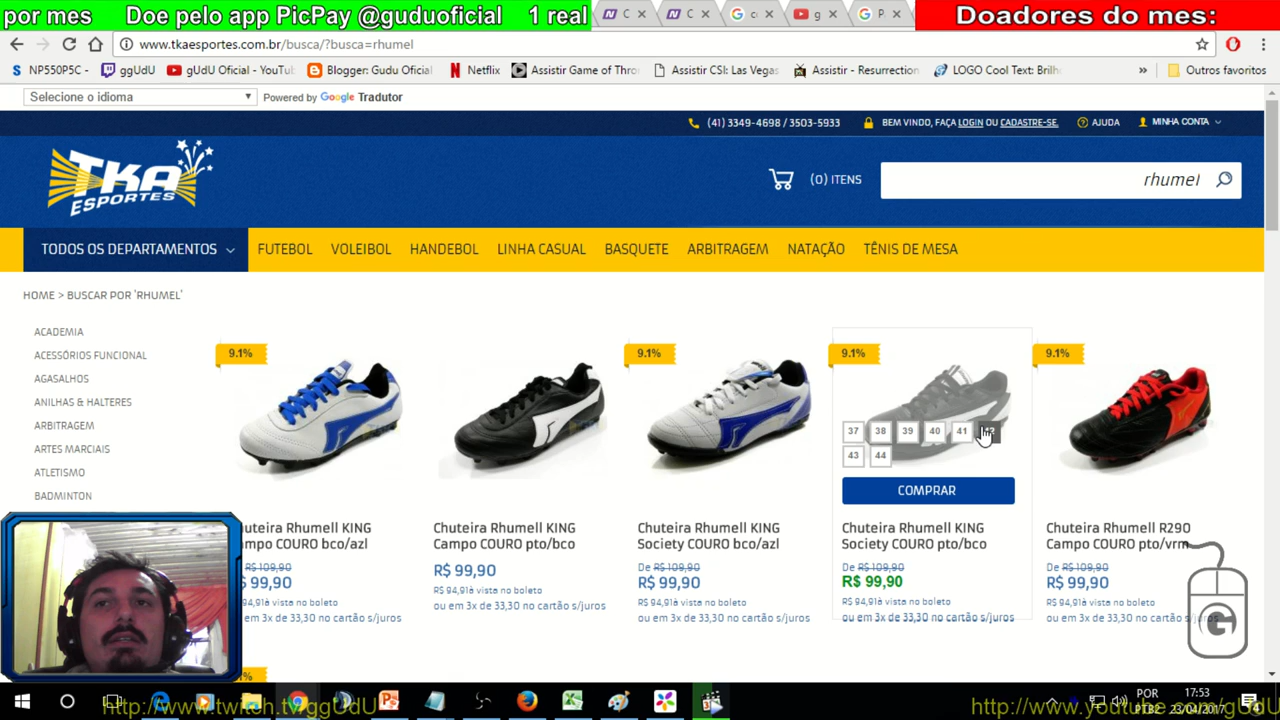 por mes Doe pelo app PicPay @guduoficial 1 real
Doadores do mes:
www.tkaesportes.com.br/busca/?busca=rhumel
NP550P5C - ggUdU gUdU Oficial - YouTu Blogger: Gudu Oficial Netflix Assistir Game of Thro Assistir CSI: Las Vegas Assistir - Resurrection LOGO Cool Text: Brilh » Outros favoritos
Selecione o idioma Powered by Google Tradutor
(41) 3349-4698 / 3503-5933 BEM VINDO, FAÇA LOGIN OU CADASTRE-SE. AJUDA MINHA CONTA
TKA ESPORTES
(0) ITENS rhumel
TODOS OS DEPARTAMENTOS FUTEBOL VOLEIBOL HANDEBOL LINHA CASUAL BASQUETE ARBITRAGEM NATAÇÃO TÊNIS DE MESA
HOME > BUSCAR POR 'RHUMEL'
ACADEMIA
ACESSÓRIOS FUNCIONAL
AGASALHOS
ANILHAS & HALTERES
ARBITRAGEM
ARTES MARCIAIS
ATLETISMO
BADMINTON
9.1% 9.1% 9.1% 9.1%
37 38 39 40 41
43 44
COMPRAR
uteira Rhumell KING
ampo COURO bco/azl
R$ 109,90
99,90
R$ 94,91à vista no boleto
em 3x de 33,30 no cartão s/juros
Chuteira Rhumell KING
Campo COURO pto/bco
R$ 99,90
R$ 94,91à vista no boleto
ou em 3x de 33,30 no cartão s/juros
Chuteira Rhumell KING
Society COURO bco/azl
De R$ 109,90
R$ 99,90
R$ 94,91à vista no boleto
ou em 3x de 33,30 no cartão s/juros
Chuteira Rhumell KING
Society COURO pto/bco
De R$ 109,90
R$ 99,90
R$ 94,91à vista no boleto
ou em 3x de 33,30 no cartão s/juros
Chuteira Rhumell R290
Campo COURO pto/vrm
De R$ 109,90
R$ 99,90
R$ 94,91à vista no boleto
ou em 3x de 33,30 no cartão s/juros
G
POR
PTB2
17:53
23/04/2017
http://www.twitch.tv/ggUdU
http://www.youtube